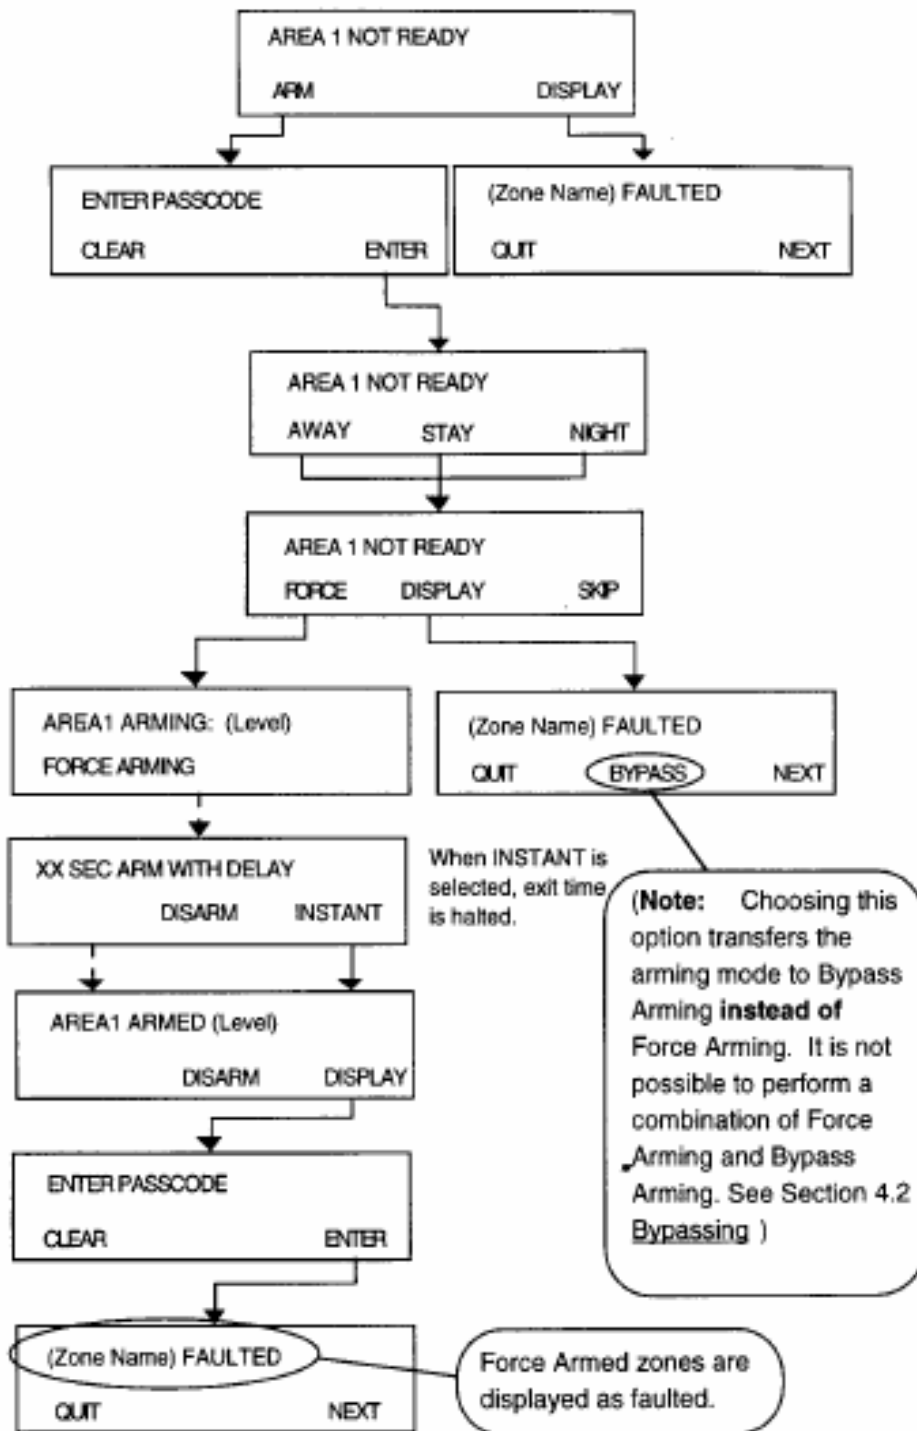 AREA 1 NOT READY
ARM DISPLAY
ENTER PASSCODE
CLEAR ENTER
(Zone Name) FAULTED
QUIT NEXT
AREA 1 NOT READY
AWAY STAY NIGHT
AREA 1 NOT READY
FORCE DISPLAY SKIP
AREA1 ARMING: (Level)
FORCE ARMING
(Zone Name) FAULTED
QUIT BYPASS NEXT
XX SEC ARM WITH DELAY
DISARM INSTANT
When INSTANT is
selected, exit time
is halted.
(Note: Choosing this
option transfers the
arming mode to Bypass
Arming instead of
Force Arming. It is not
possible to perform a
combination of Force
Arming and Bypass
Arming. See Section 4.2
Bypassing )
AREA1 ARMED (Level)
DISARM DISPLAY
ENTER PASSCODE
CLEAR ENTER
(Zone Name) FAULTED
QUIT NEXT
Force Armed zones are
displayed as faulted.